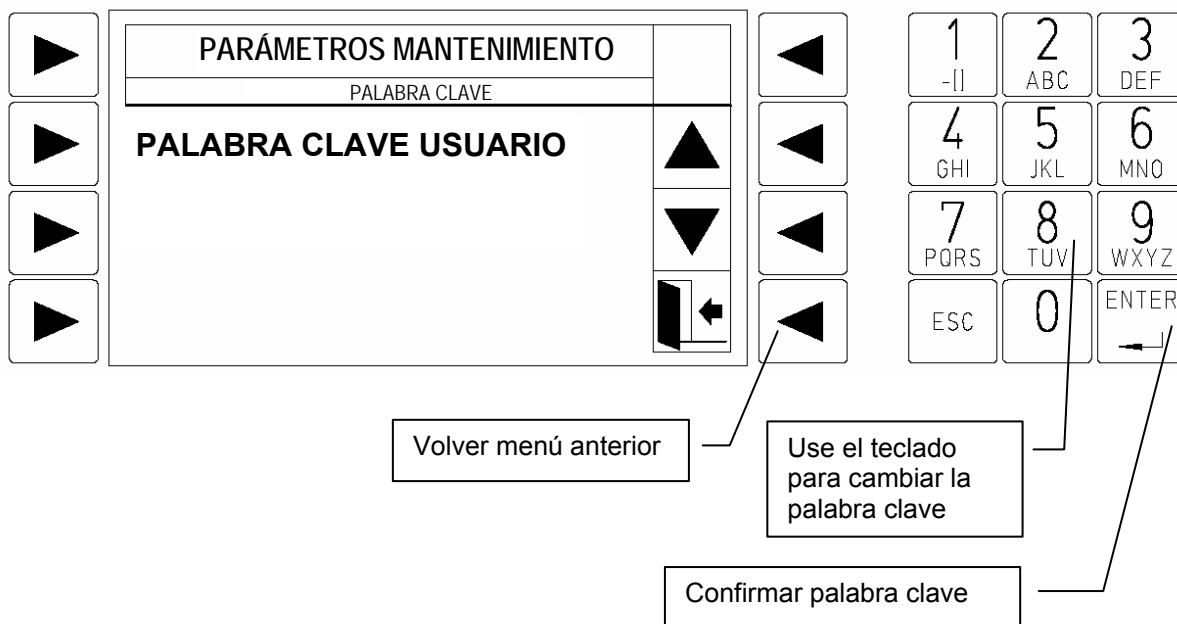 PARÁMETROS MANTENIMIENTO
PALABRA CLAVE
PALABRA CLAVE USUARIO
1 2 3
-[] ABC DEF
4 5 6
GHI JKL MNO
7 8 9
PQRS TUV WXYZ
ESC 0 ENTER
Volver menú anterior
Use el teclado
para cambiar la
palabra clave
Confirmar palabra clave